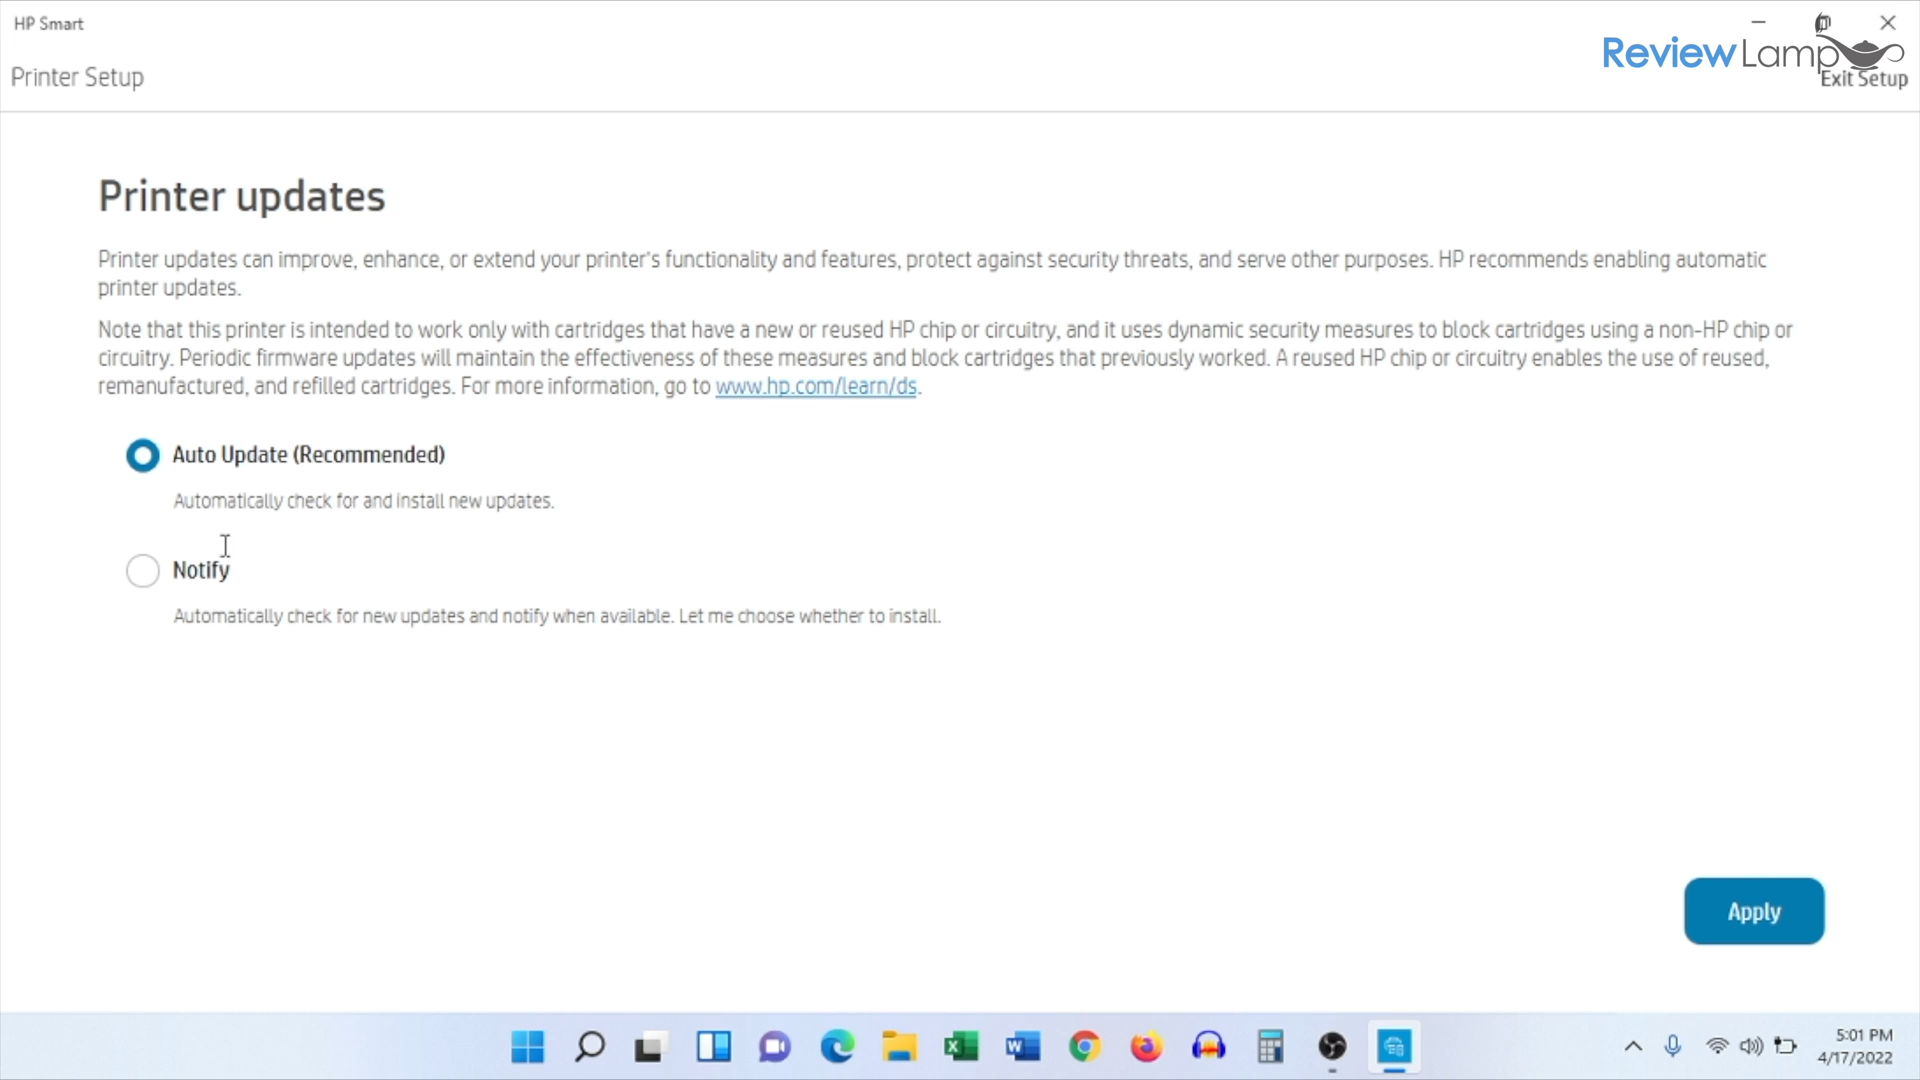 HP Smart
ReviewLamp
Printer Setup
Exit Setup
Printer updates
Printer updates can improve, enhance, or extend your printer's functionality and features, protect against security threats, and serve other purposes. HP recommends enabling automatic
printer updates.
Note that this printer is intended to work only with cartridges that have a new or reused HP chip or circuitry, and it uses dynamic security measures to block cartridges using a non-HP chip or
circuitry. Periodic firmware updates will maintain the effectiveness of these measures and block cartridges that previously worked. A reused HP chip or circuitry enables the use of reused,
remanufactured, and refilled cartridges. For more information, go to www.hp.com/learn/ds.
Auto Update (Recommended)
Automatically check for and install new updates.
Notify
Automatically check for new updates and notify when available. Let me choose whether to install.
Apply
5:01 PM
4/17/2022